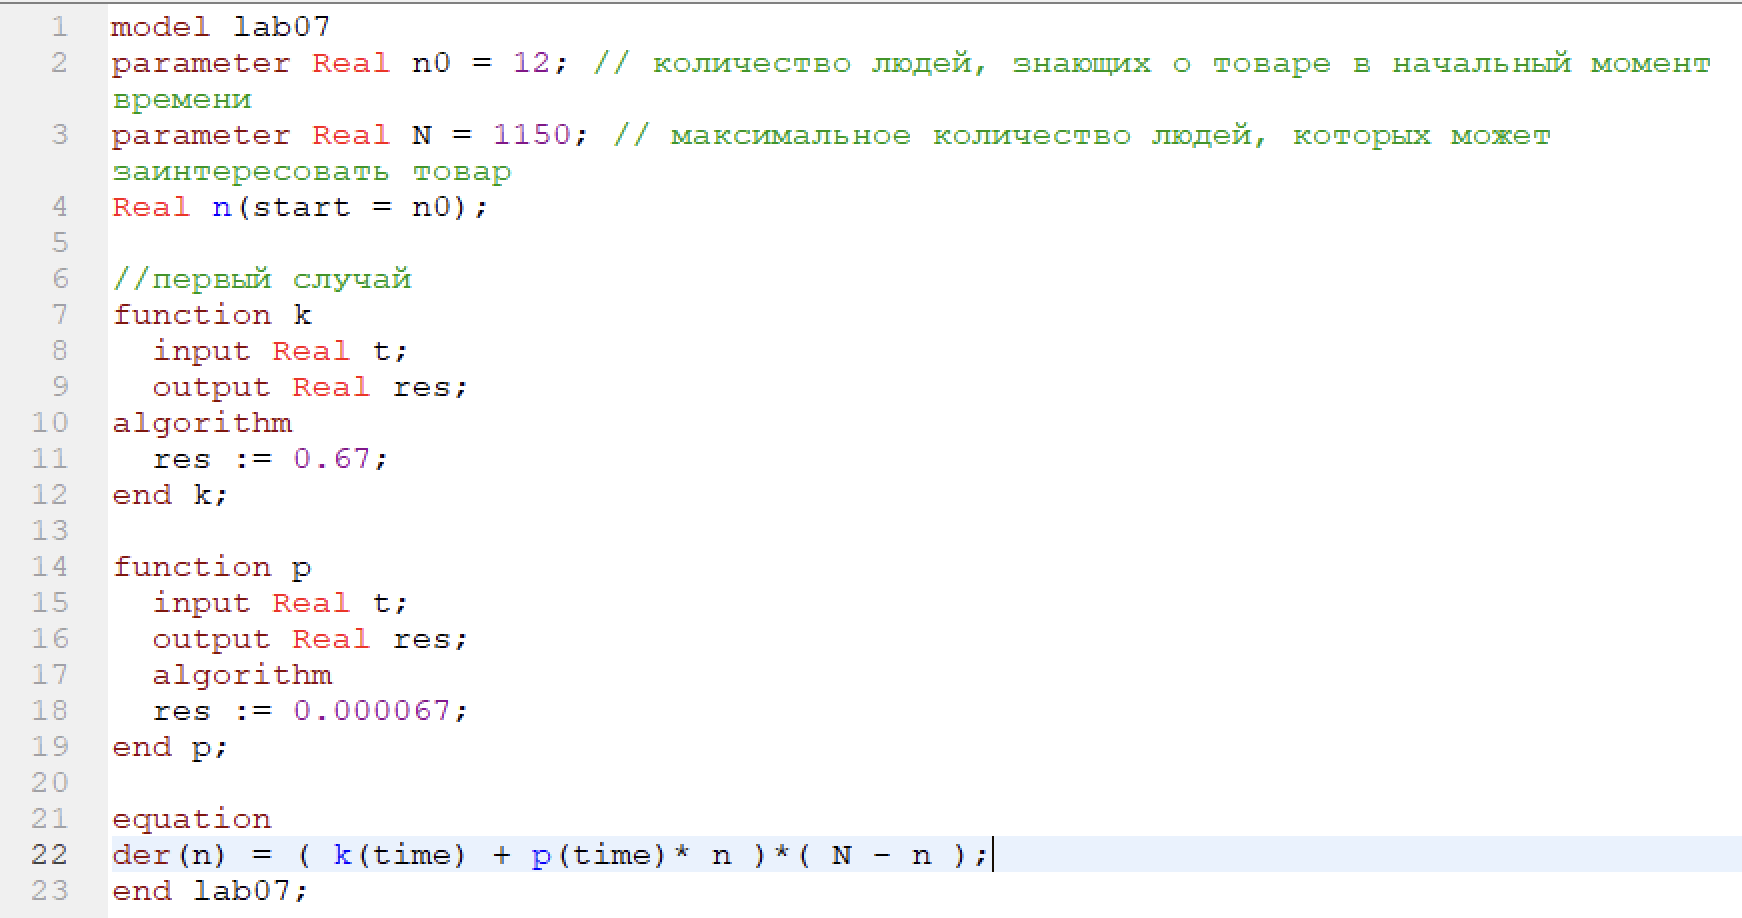 1 model lab07
2 parameter Real n0 = 12; // количество людей, знающих о товаре в начальный момент
времени
3 parameter Real N = 1150; // максимальное количество людей, которых может
заинтересовать товар
4 Real n(start = n0);
5
6 //первый случай
7 function k
8   input Real t;
9   output Real res;
10 algorithm
11   res := 0.67;
12 end k;
13
14 function p
15   input Real t;
16   output Real res;
17   algorithm
18   res := 0.000067;
19 end p;
20
21 equation
22 der(n) = ( k(time) + p(time)* n )*( N - n );
23 end lab07;